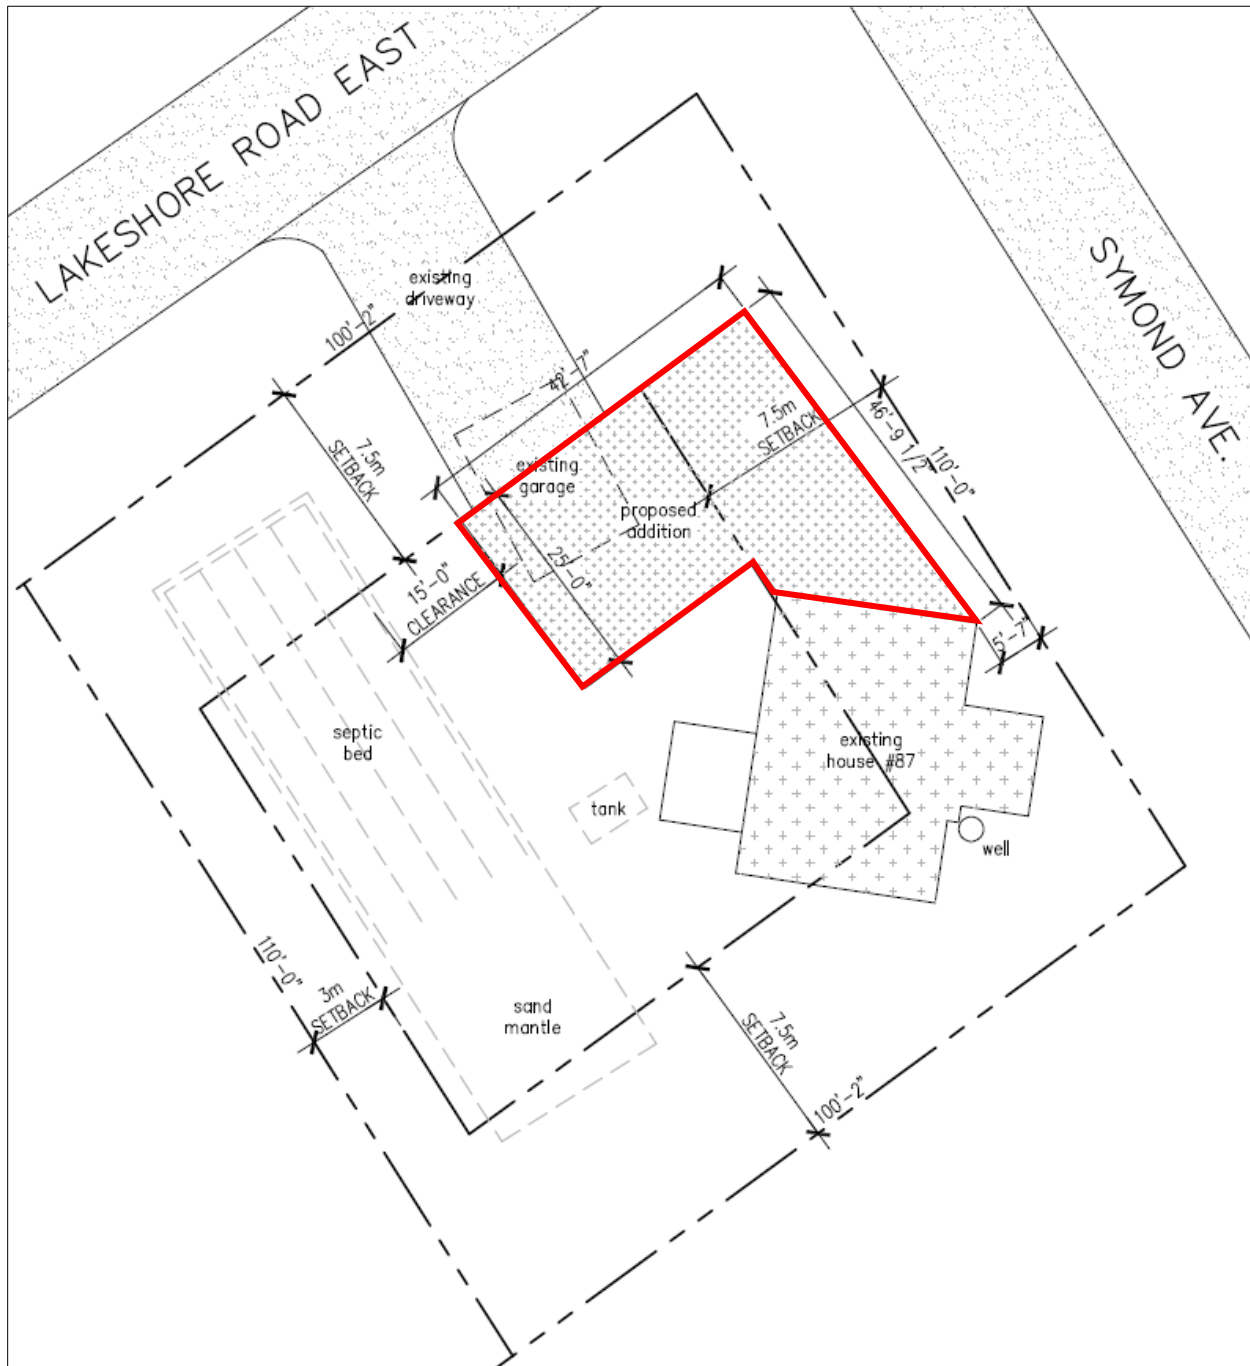 LAKESHORE ROAD EAST
SYMOND AVE.
existing
driveway
100'-2"
42'-7"
7.5m
SETBACK
7.5m
SETBACK
46'-9 1/2"
110'-0"
existing
garage
proposed
addition
25'-0"
15'-0"
CLEARANCE
5'-7"
septic
bed
existing
house #87
tank
well
110'-0"
3m
SETBACK
sand
mantle
7.5m
SETBACK
100'-2"